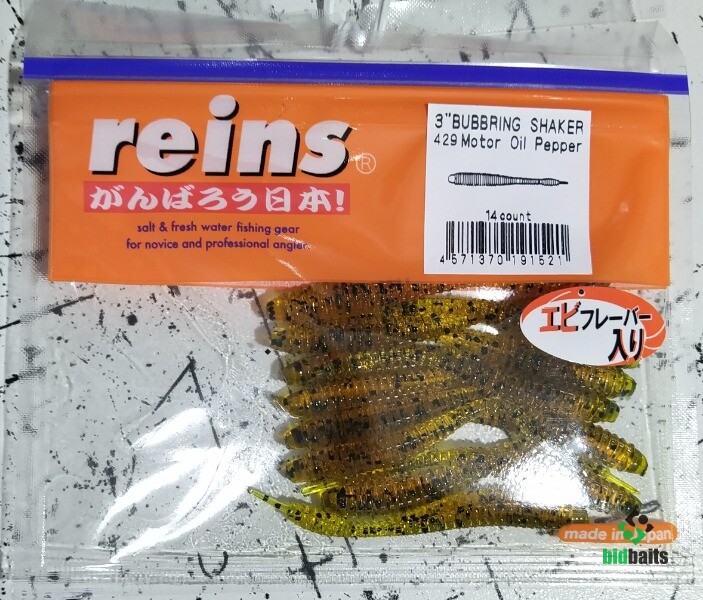 reins®
がんばろう日本!
salt & fresh water fishing gear
for novice and professional angler
3"BUBBRING SHAKER
429 Motor Oil Pepper
14count
4 571370 191521
エビフレーバー
入り
made in Japan
bidbaits